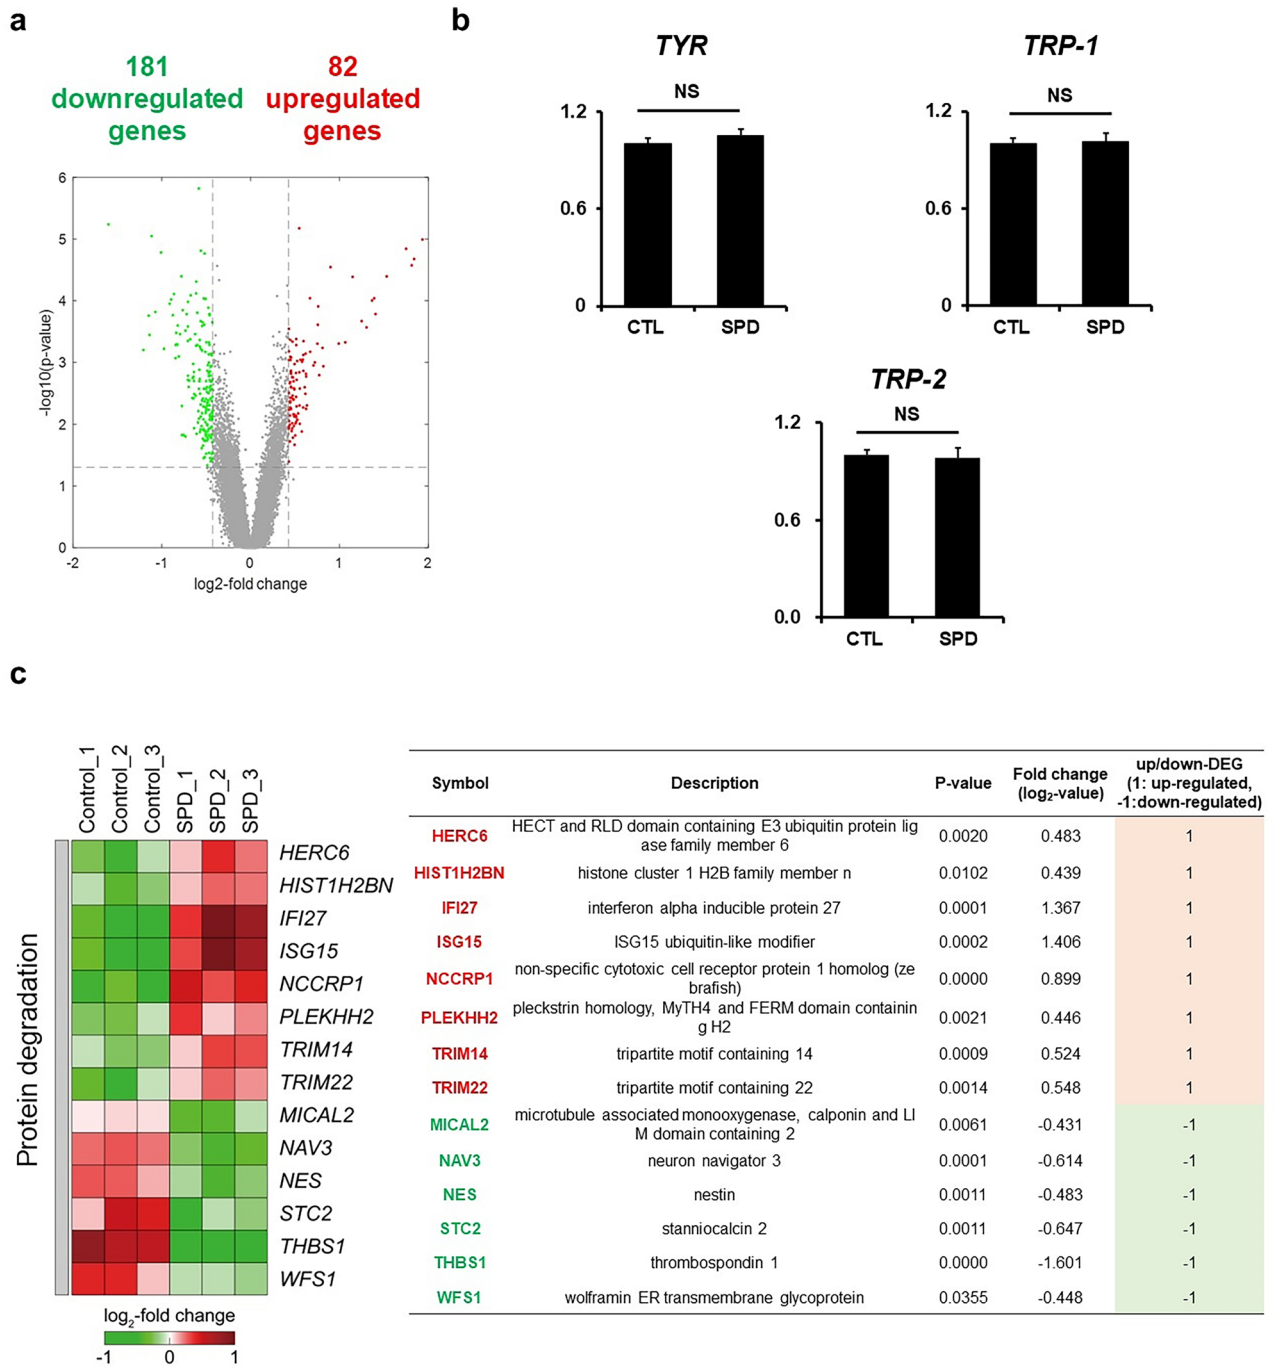 a
181
downregulated
genes
82
upregulated
genes
6
5
4
3
2
1
0
-log10(p-value)
-2
-1
0
1
2
log2-fold change
b
TYR
NS
1.2
0.6
0
CTL
SPD
TRP-1
NS
1.2
0.6
0
CTL
SPD
TRP-2
NS
1.2
0.6
0.0
CTL
SPD
c
Control_1
Control_2
Control_3
SPD_1
SPD_2
SPD_3
Protein degradation
HERC6
HIST1H2BN
IFI27
ISG15
NCCRP1
PLEKHH2
TRIM14
TRIM22
MICAL2
NAV3
NES
STC2
THBS1
WFS1
log2-fold change
-1 0 1
Symbol Description P-value Fold change (log2-value) up/down-DEG (1: up-regulated, -1:down-regulated)
HERC6 HECT and RLD domain containing E3 ubiquitin protein lig
ase family member 6 0.0020 0.483 1
HIST1H2BN histone cluster 1 H2B family member n 0.0102 0.439 1
IFI27 interferon alpha inducible protein 27 0.0001 1.367 1
ISG15 ISG15 ubiquitin-like modifier 0.0002 1.406 1
NCCRP1 non-specific cytotoxic cell receptor protein 1 homolog (ze
brafish) 0.0000 0.899 1
PLEKHH2 pleckstrin homology, MyTH4 and FERM domain containin
g H2 0.0021 0.446 1
TRIM14 tripartite motif containing 14 0.0009 0.524 1
TRIM22 tripartite motif containing 22 0.0014 0.548 1
MICAL2 microtubule associated monooxygenase, calponin and LI
M domain containing 2 0.0061 -0.431 -1
NAV3 neuron navigator 3 0.0001 -0.614 -1
NES nestin 0.0011 -0.483 -1
STC2 stanniocalcin 2 0.0011 -0.647 -1
THBS1 thrombospondin 1 0.0000 -1.601 -1
WFS1 wolframin ER transmembrane glycoprotein 0.0355 -0.448 -1